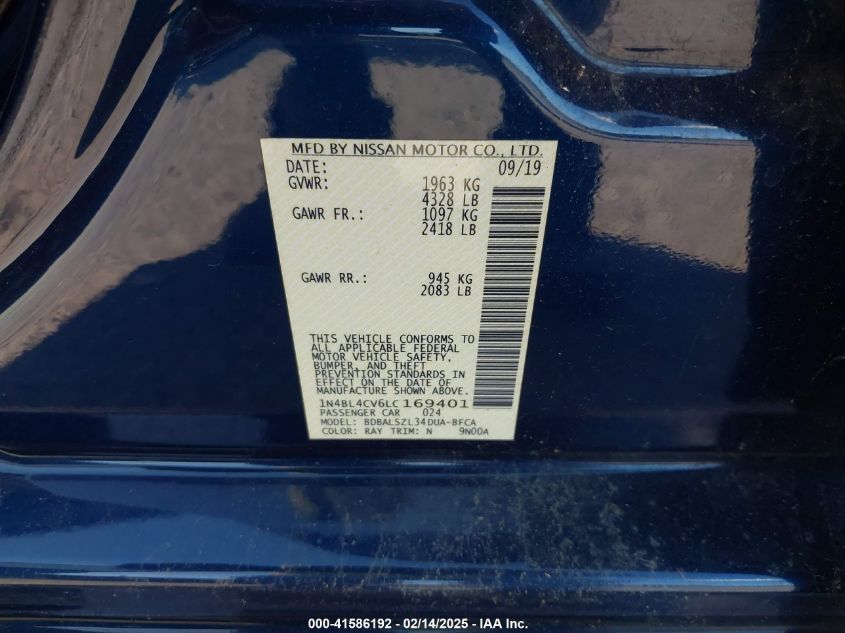 MFD BY NISSAN MOTOR CO., LTD.
DATE: 09/19
GVWR: 1963 KG
4328 LB
GAWR FR.: 1097 KG
2418 LB
GAWR RR.: 945 KG
2083 LB
THIS VEHICLE CONFORMS TO
ALL APPLICABLE FEDERAL
MOTOR VEHICLE SAFETY,
BUMPER, AND THEFT
PREVENTION STANDARDS IN
EFFECT ON THE DATE OF
MANUFACTURE SHOWN ABOVE.
1N4BL4CV6LC169401
PASSENGER CAR 024
MODEL: BDBALSZL34DUA-BFCA
COLOR: RAY TRIM: N 9N00A
000-41586192 - 02/14/2025 - IAA Inc.